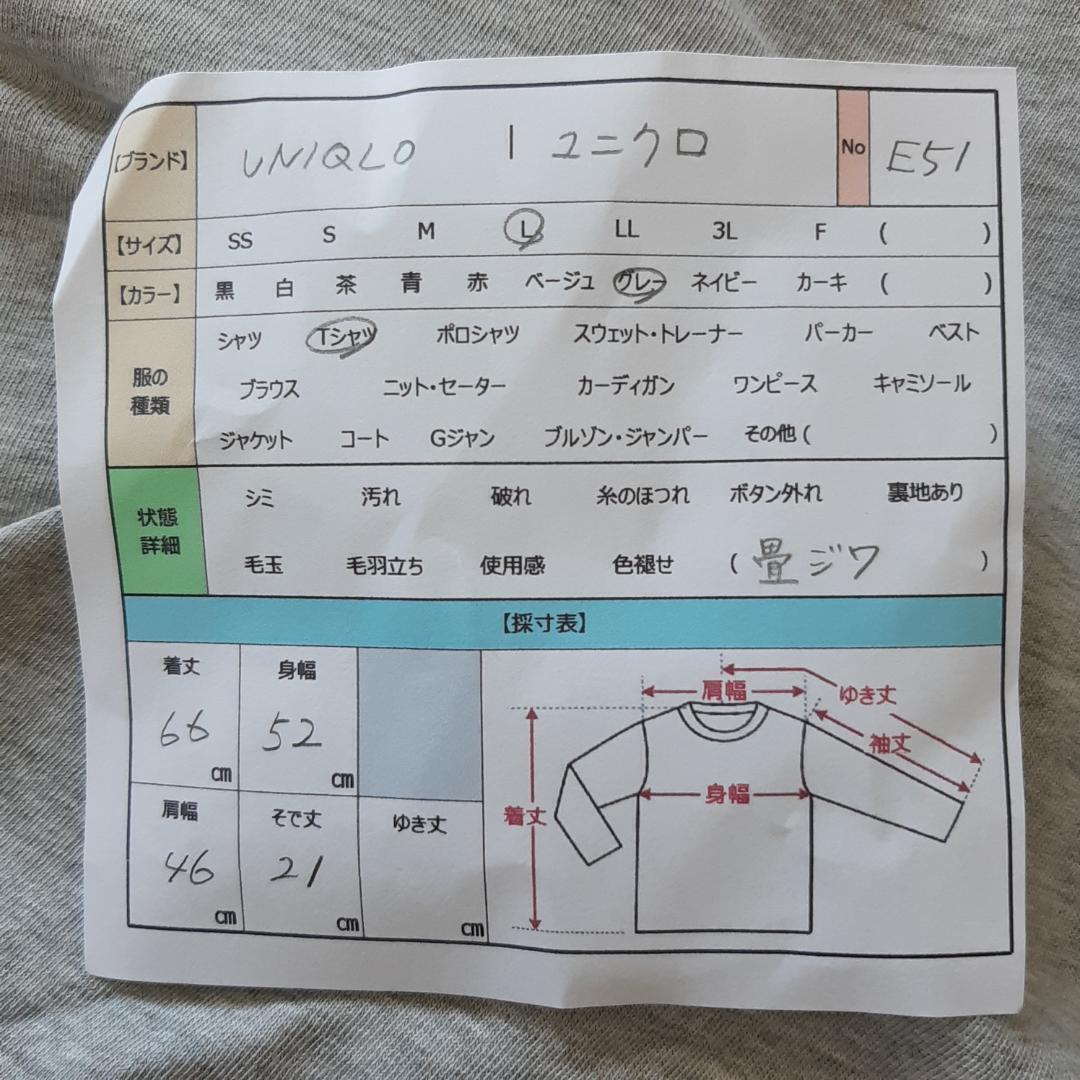 【ブランド】 UNIQLO | ユニクロ No E51
【サイズ】 SS S M L LL 3L F ( )
【カラー】 黒 白 茶 青 赤 ベージュ グレー ネイビー カーキ ( )
服の種類
シャツ Tシャツ ポロシャツ スウェット・トレーナー パーカー ベスト
ブラウス ニット・セーター カーディガン ワンピース キャミソール
ジャケット コート Gジャン ブルゾン・ジャンパー その他 ( )
状態詳細
シミ 汚れ 破れ 糸のほつれ ボタン外れ 裏地あり
毛玉 毛羽立ち 使用感 色褪せ ( 畳ジワ )
【採寸表】
着丈 身幅
66 cm 52 cm
肩幅 そで丈 ゆき丈
46 cm 21 cm cm
肩幅 ゆき丈
袖丈
身幅
着丈